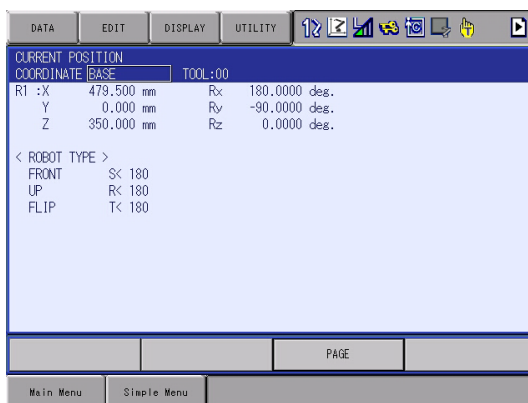 DATA EDIT DISPLAY UTILITY
CURRENT POSITION
COORDINATE BASE TOOL:00
R1 :X 479.500 mm Rx 180.0000 deg.
Y 0.000 mm Ry -90.0000 deg.
Z 350.000 mm Rz 0.0000 deg.
< ROBOT TYPE >
FRONT S< 180
UP R< 180
FLIP T< 180
PAGE
Main Menu Simple Menu